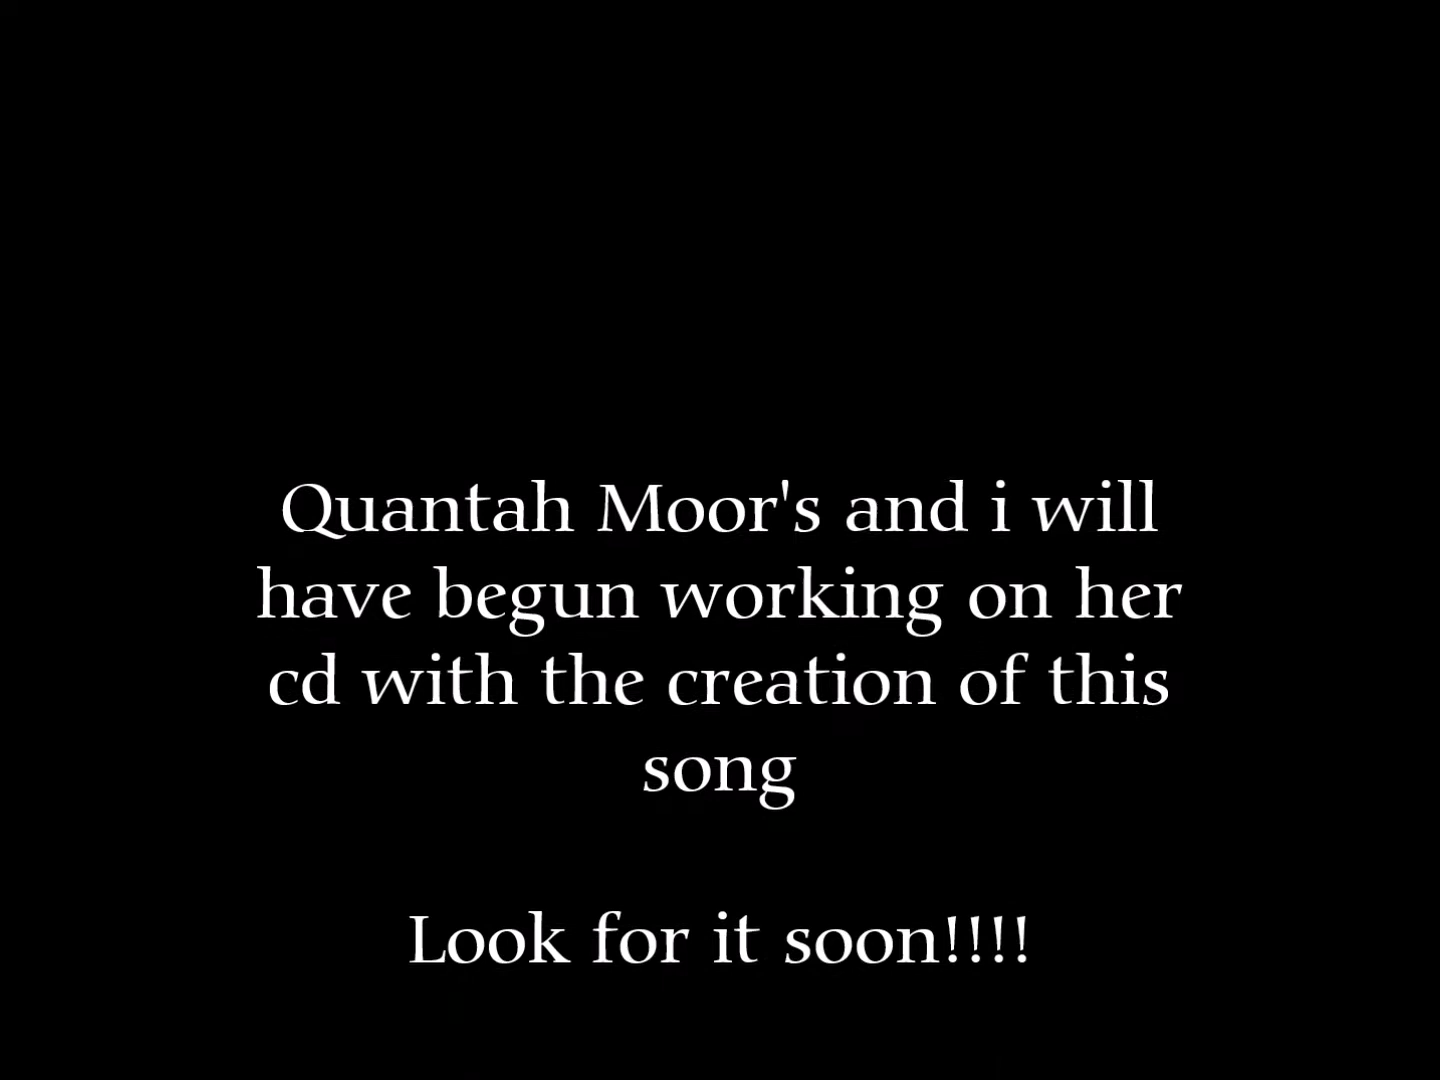 Quantah Moor's and i will
have begun working on her
cd with the creation of this
song
Look for it soon!!!!